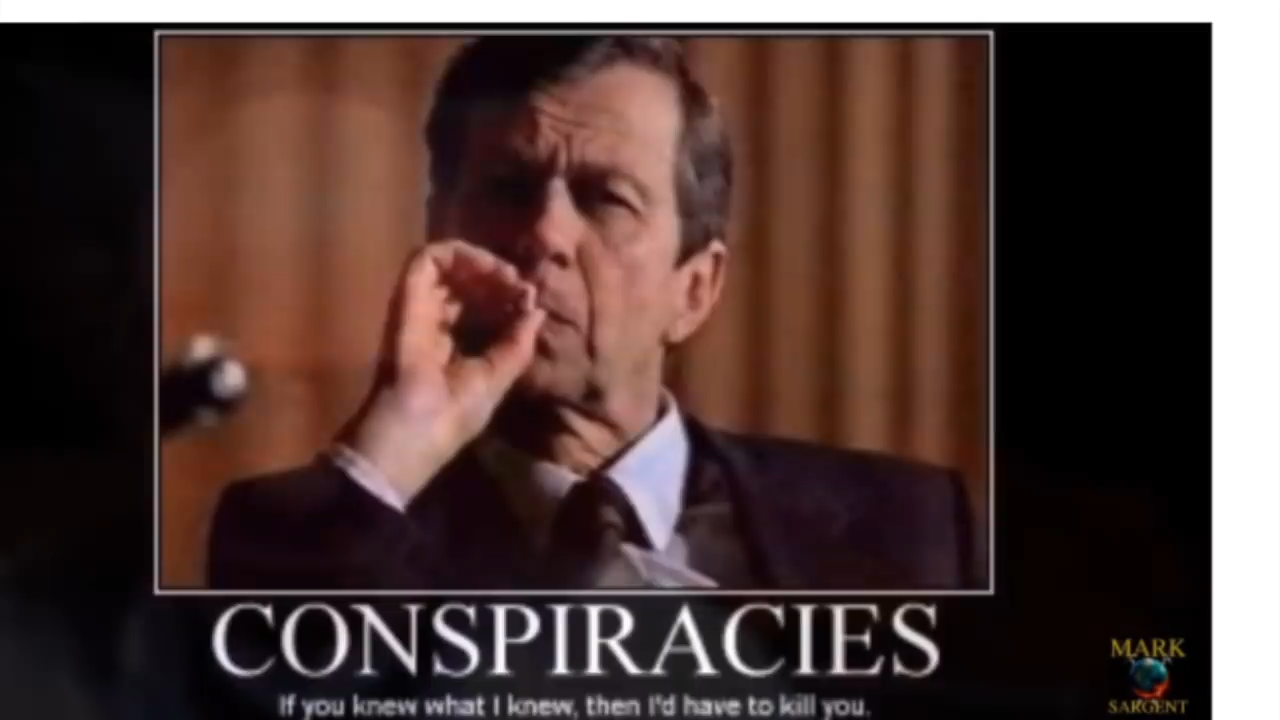 CONSPIRACIES
If you knew what I knew, then I'd have to kill you.
MARK
SARGENT